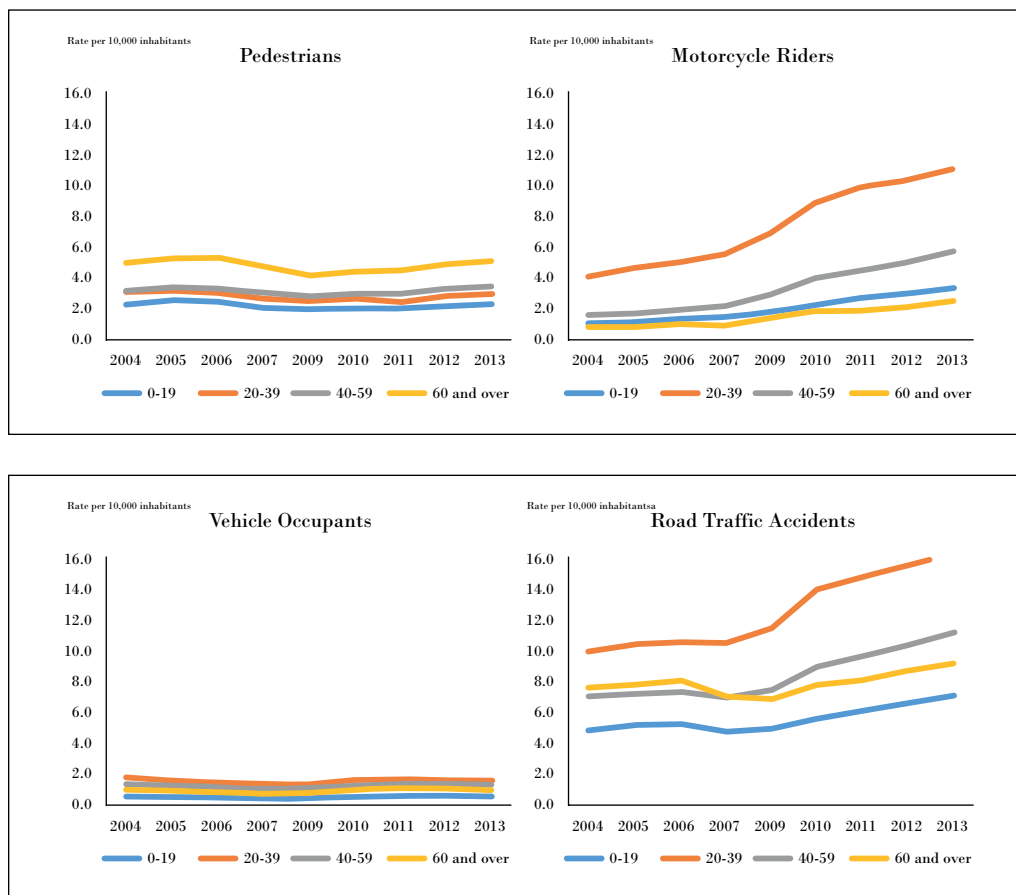 Rate per 10,000 inhabitants
Pedestrians
16.0
14.0
12.0
10.0
8.0
6.0
4.0
2.0
0.0
2004 2005 2006 2007 2009 2010 2011 2012 2013
0-19 20-39 40-59 60 and over
Rate per 10,000 inhabitants
Motorcycle Riders
16.0
14.0
12.0
10.0
8.0
6.0
4.0
2.0
0.0
2004 2005 2006 2007 2009 2010 2011 2012 2013
0-19 20-39 40-59 60 and over
Rate per 10,000 inhabitants
Vehicle Occupants
16.0
14.0
12.0
10.0
8.0
6.0
4.0
2.0
0.0
2004 2005 2006 2007 2009 2010 2011 2012 2013
0-19 20-39 40-59 60 and over
Rate per 10,000 inhabitantsa
Road Traffic Accidents
16.0
14.0
12.0
10.0
8.0
6.0
4.0
2.0
0.0
2004 2005 2006 2007 2009 2010 2011 2012 2013
0-19 20-39 40-59 60 and over